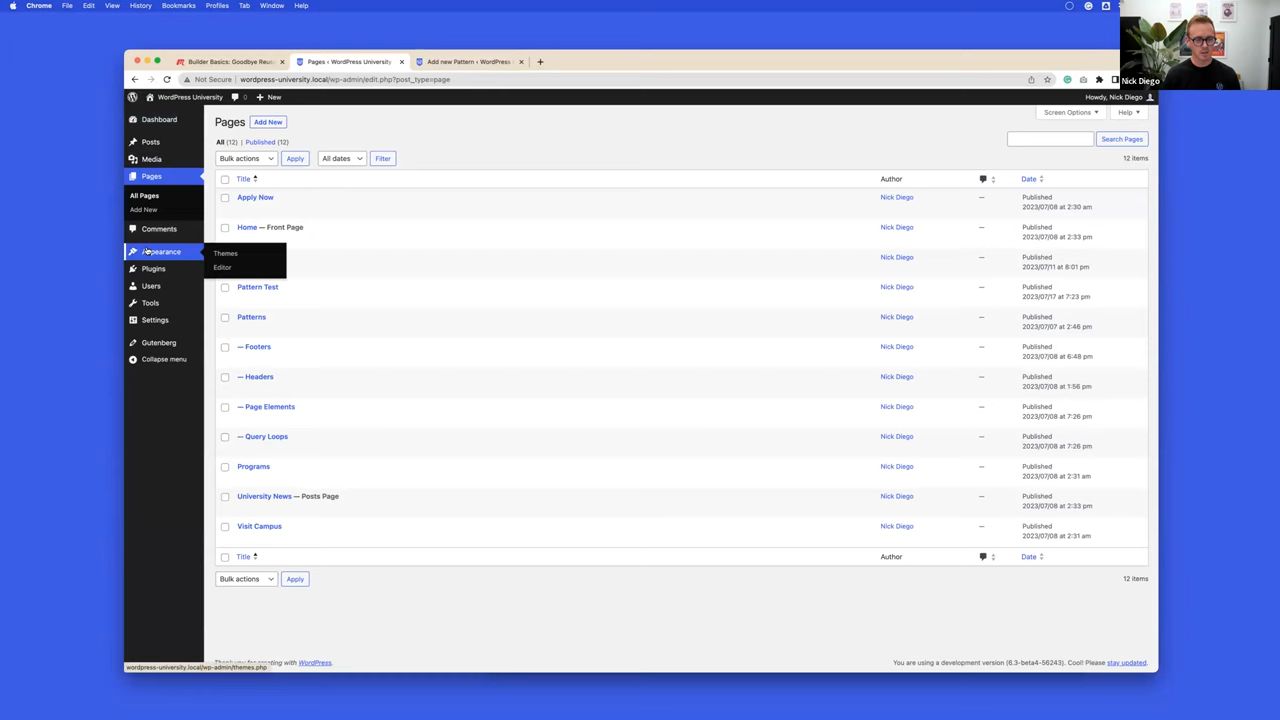 Chrome File Edit View History Bookmarks Profiles Tab Window Help
Nick Diego
Builder Basics: Goodbye Reus
Pages ‹ WordPress University
Add new Pattern ‹ WordPress
Not Secure wordpress-university.local/wp-admin/edit.php?post_type=page
WordPress University 0 New
Howdy, Nick Diego
Dashboard
Posts
Media
Pages
All Pages
Add New
Comments
Appearance
Plugins
Users
Tools
Settings
Gutenberg
Collapse menu
Themes
Editor
Pages Add New
Screen Options Help
All (12) | Published (12)
Search Pages
Bulk actions Apply All dates Filter
12 items
Title Author Date
Apply Now Nick Diego — Published
2023/07/08 at 2:30 am
Home — Front Page Nick Diego — Published
2023/07/08 at 2:33 pm
Nick Diego — Published
2023/07/11 at 8:01 pm
Pattern Test Nick Diego — Published
2023/07/17 at 7:23 pm
Patterns Nick Diego — Published
2023/07/07 at 2:46 pm
— Footers Nick Diego — Published
2023/07/08 at 6:48 pm
— Headers Nick Diego — Published
2023/07/08 at 1:56 pm
— Page Elements Nick Diego — Published
2023/07/08 at 7:26 pm
— Query Loops Nick Diego — Published
2023/07/08 at 7:26 pm
Programs Nick Diego — Published
2023/07/08 at 2:31 am
University News — Posts Page Nick Diego — Published
2023/07/08 at 2:33 pm
Visit Campus Nick Diego — Published
2023/07/08 at 2:31 am
Title Author Date
Bulk actions Apply
12 items
creating with WordPress.
You are using a development version (6.3-beta4-56243). Cool! Please stay updated.
wordpress-university.local/wp-admin/themes.php